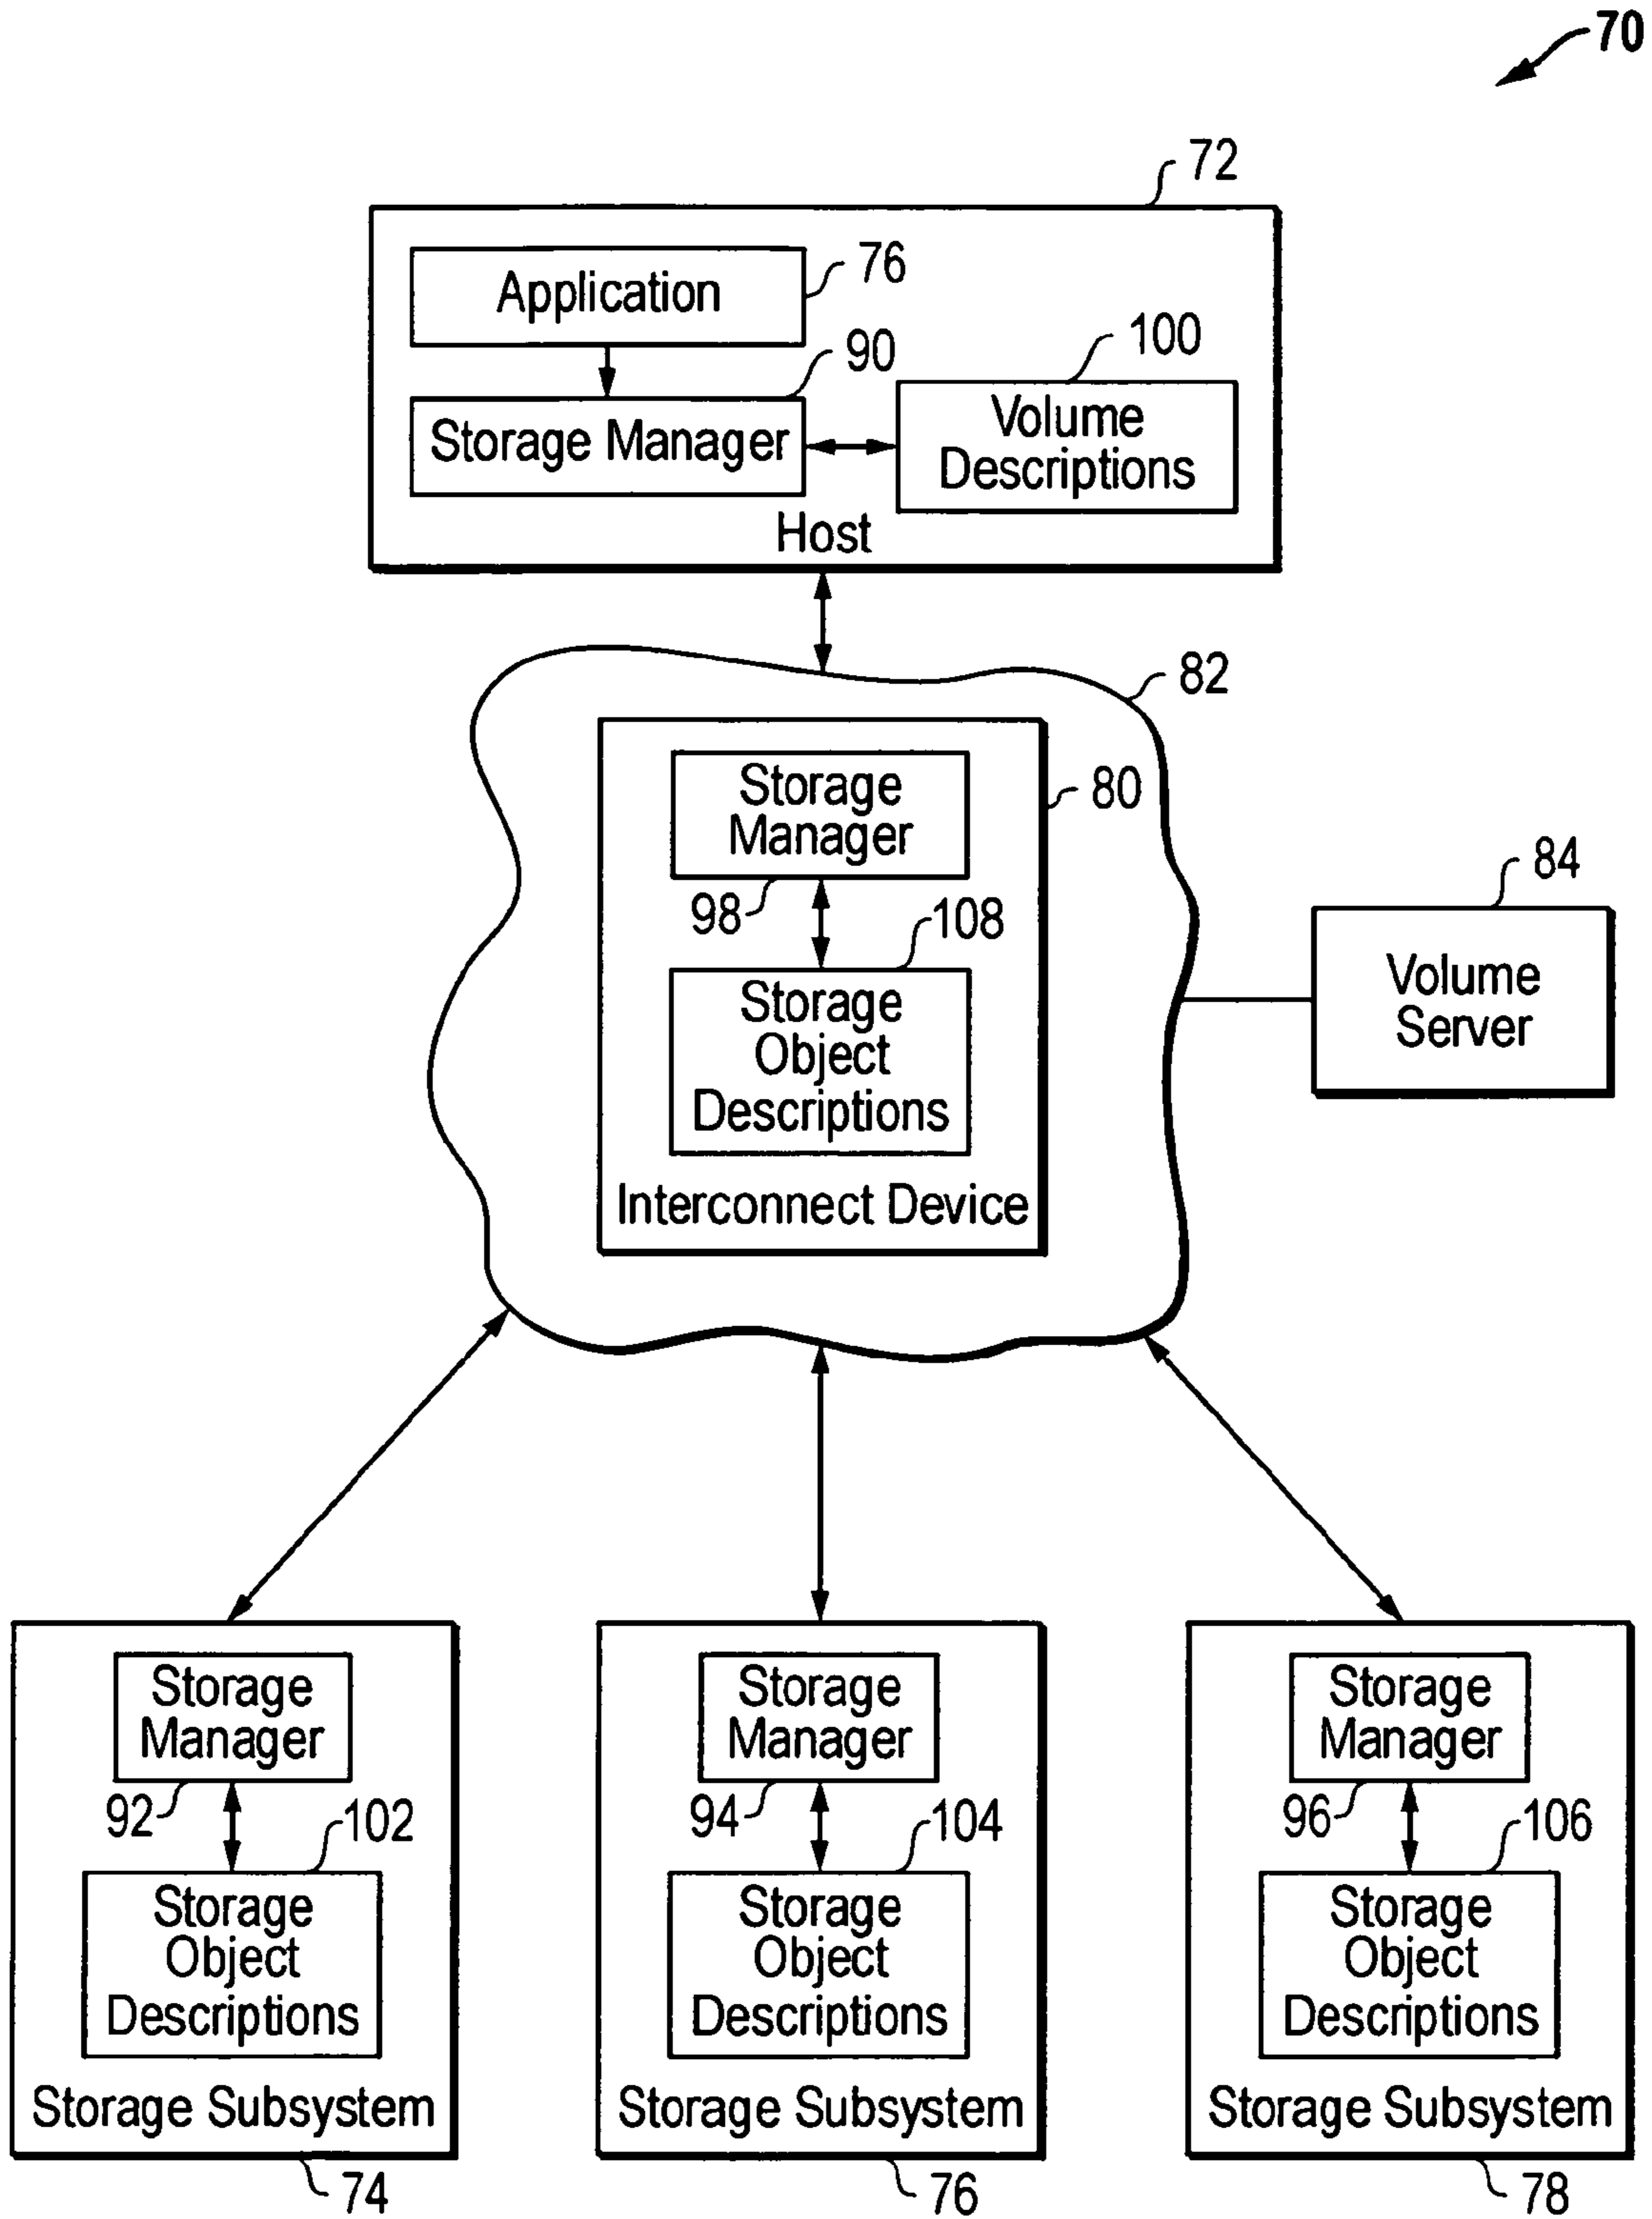 70
72
Application
76
90
100
Storage Manager
Volume
Descriptions
Host
82
Storage
Manager
80
98
108
Storage
Object
Descriptions
Interconnect Device
84
Volume
Server
Storage
Manager
92
102
Storage
Object
Descriptions
Storage Subsystem
74
Storage
Manager
94
104
Storage
Object
Descriptions
Storage Subsystem
76
Storage
Manager
96
106
Storage
Object
Descriptions
Storage Subsystem
78